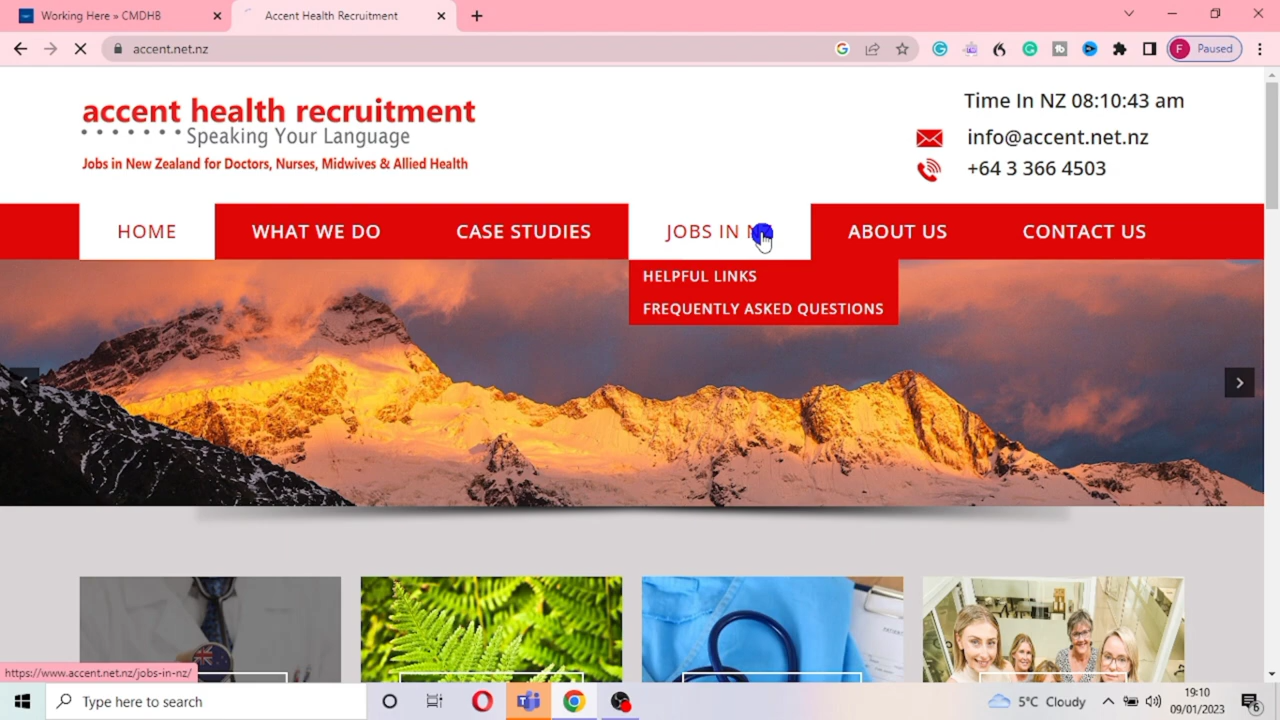 Working Here » CMDHB
Accent Health Recruitment
accent.net.nz
F Paused
accent health recruitment
Speaking Your Language
Jobs in New Zealand for Doctors, Nurses, Midwives & Allied Health
Time In NZ 08:10:43 am
info@accent.net.nz
+64 3 366 4503
HOME
WHAT WE DO
CASE STUDIES
JOBS IN NZ
ABOUT US
CONTACT US
HELPFUL LINKS
FREQUENTLY ASKED QUESTIONS
https://www.accent.net.nz/jobs-in-nz/
Type here to search
5°C Cloudy
19:10
09/01/2023
6